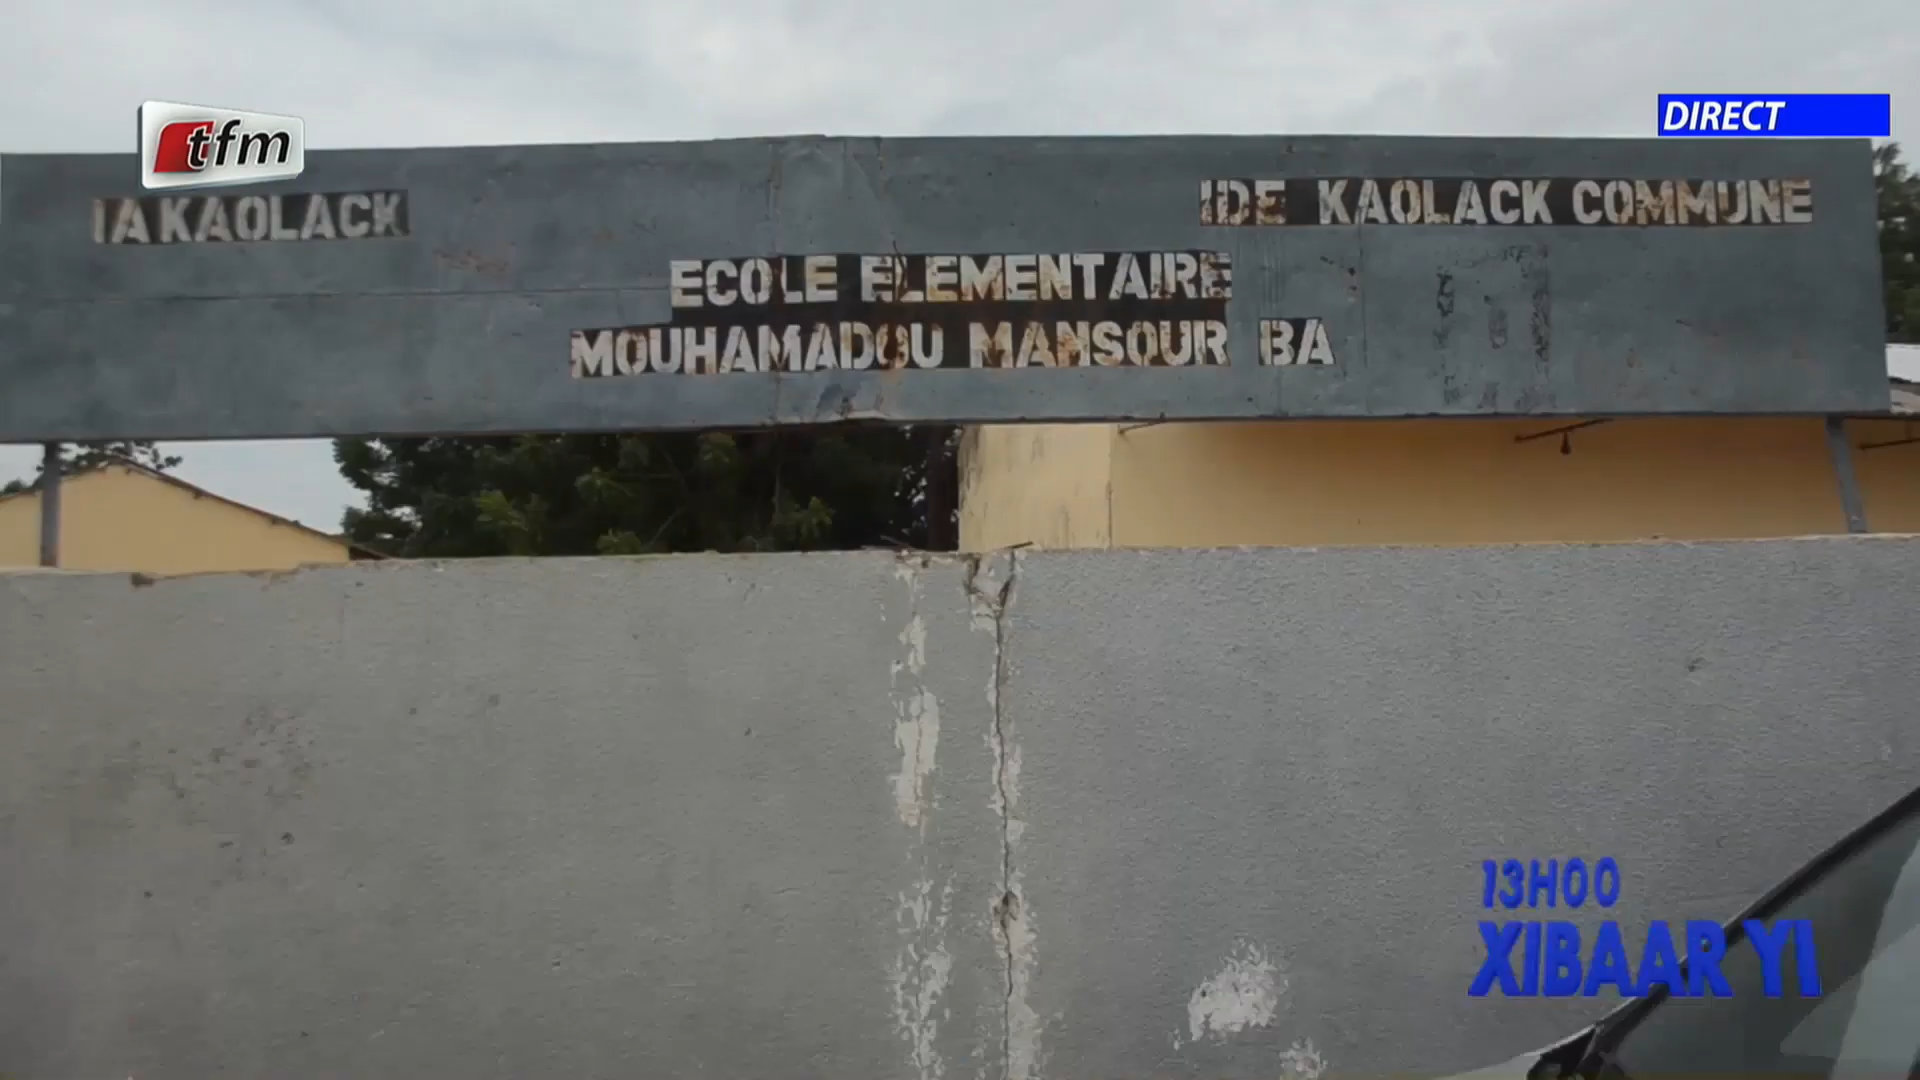 tfm
DIRECT
IA KAOLACK
IDE KAOLACK COMMUNE
ECOLE ELEMENTAIRE
MOUHAMADOU MANSOUR BA
13H00
XIBAAR YI